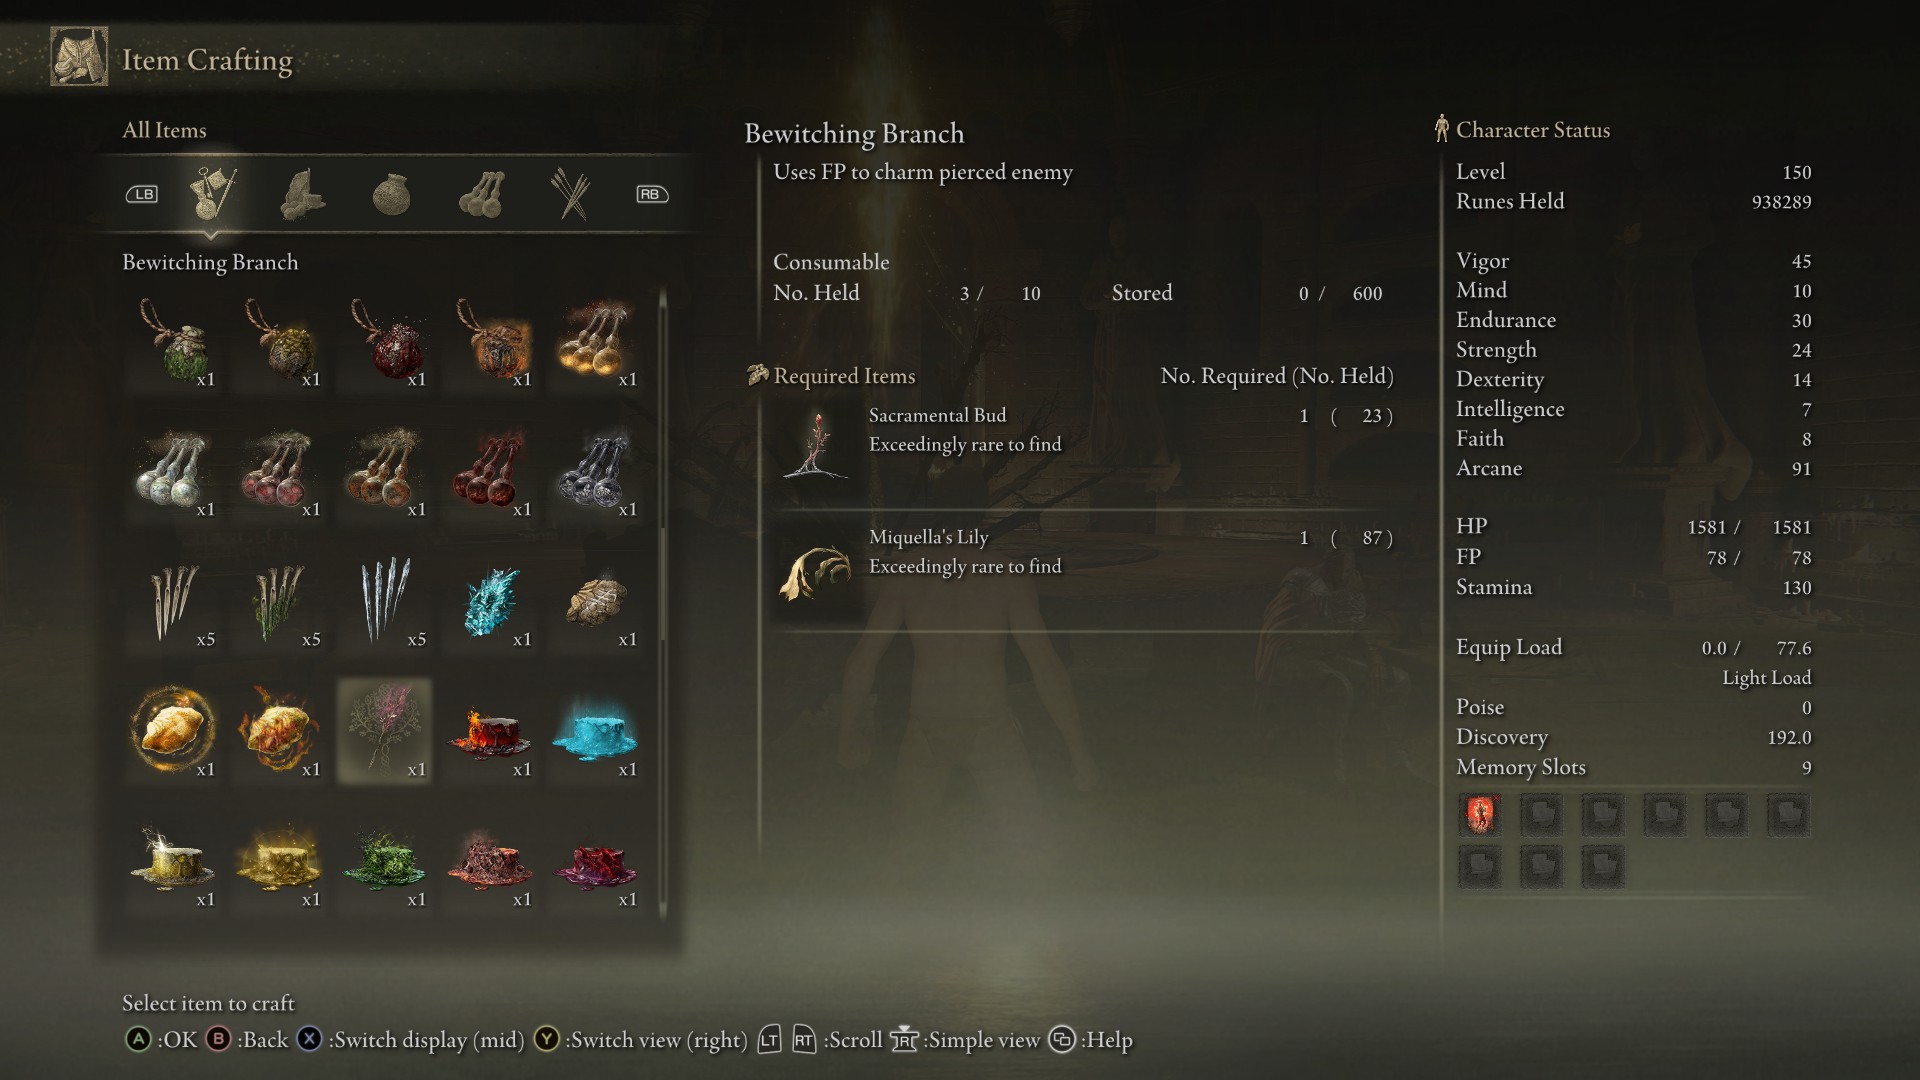 Item Crafting
All Items
LB
RB
Bewitching Branch
x1 x1 x1 x1 x1
x1 x1 x1 x1 x1
x5 x5 x5 x1 x1
x1 x1 x1 x1 x1
x1 x1 x1 x1 x1
Bewitching Branch
Uses FP to charm pierced enemy
Consumable
No. Held 3 / 10 Stored 0 / 600
Required Items No. Required (No. Held)
Sacramental Bud 1 ( 23 )
Exceedingly rare to find
Miquella's Lily 1 ( 87 )
Exceedingly rare to find
Character Status
Level 150
Runes Held 938289
Vigor 45
Mind 10
Endurance 30
Strength 24
Dexterity 14
Intelligence 7
Faith 8
Arcane 91
HP 1581 / 1581
FP 78 / 78
Stamina 130
Equip Load 0.0 / 77.6
Light Load
Poise 0
Discovery 192.0
Memory Slots 9
Select item to craft
A :OK B :Back X :Switch display (mid) Y :Switch view (right) LT RT :Scroll R :Simple view :Help